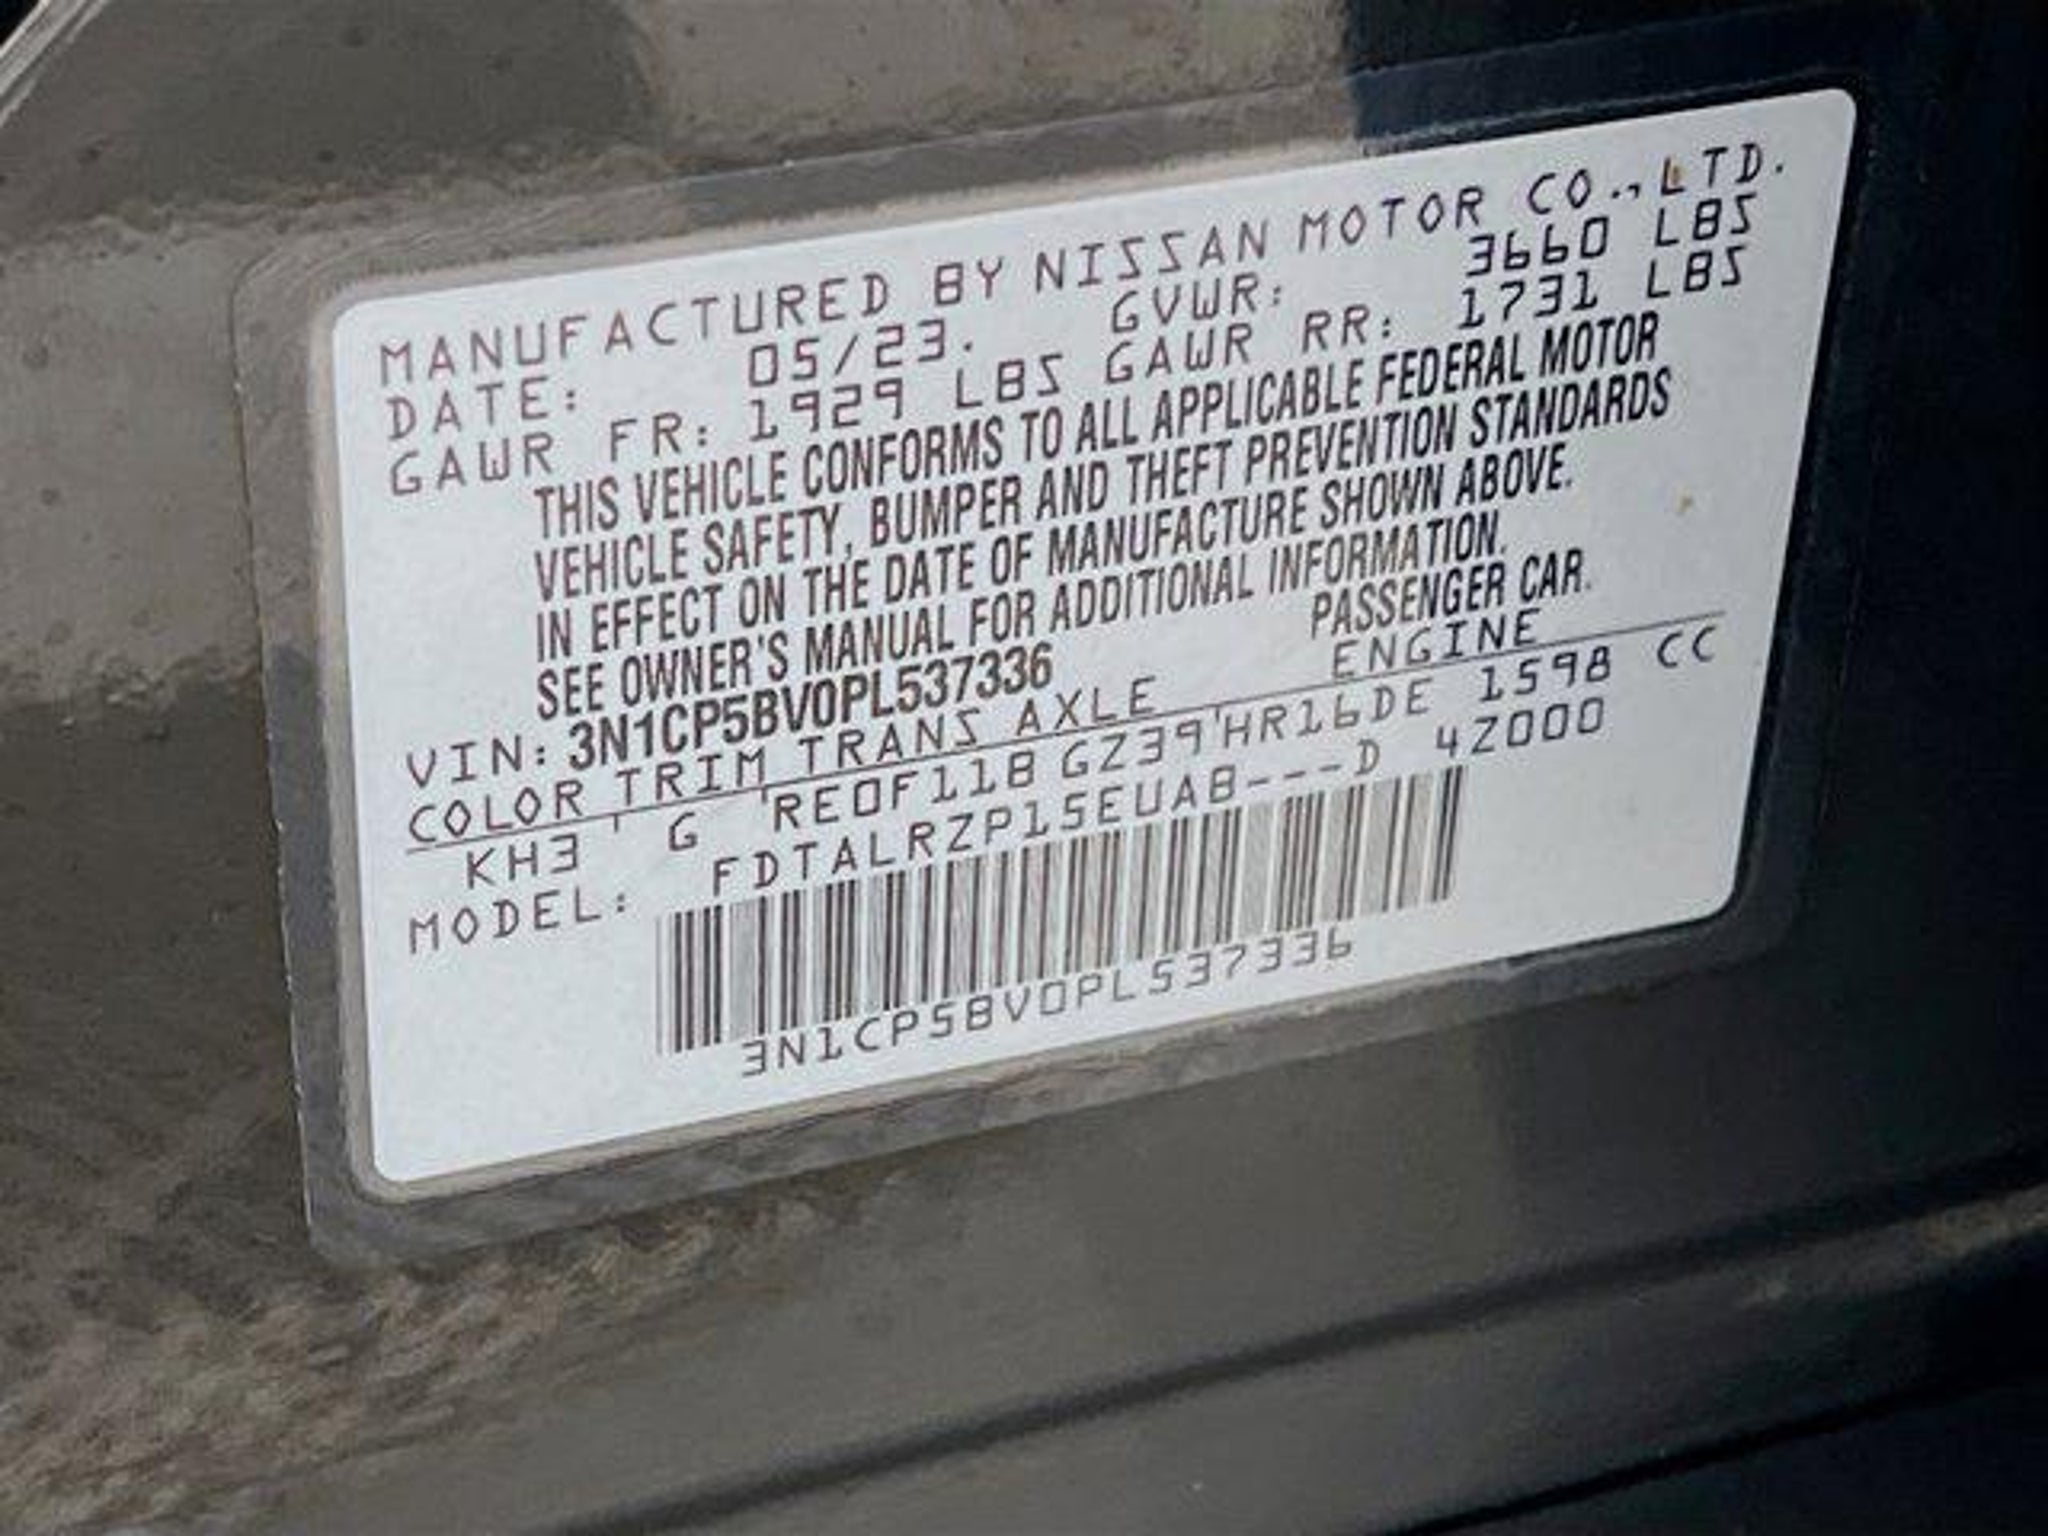 MANUFACTURED BY NISSAN MOTOR CO.,LTD.
DATE: 05/23. GVWR: 3660 LBS
GAWR FR: 1929 LBS GAWR RR: 1731 LBS
THIS VEHICLE CONFORMS TO ALL APPLICABLE FEDERAL MOTOR
VEHICLE SAFETY, BUMPER AND THEFT PREVENTION STANDARDS
IN EFFECT ON THE DATE OF MANUFACTURE SHOWN ABOVE.
SEE OWNER'S MANUAL FOR ADDITIONAL INFORMATION.
VIN: 3N1CP5BV0PL537336 PASSENGER CAR.
COLOR TRIM TRANS AXLE ENGINE
KH3 ' G 'RE0F11B GZ39'HR16DE 1598 CC
MODEL: FDTALRZP15EUAB---D 4Z000
3N1CP5BV0PL537336